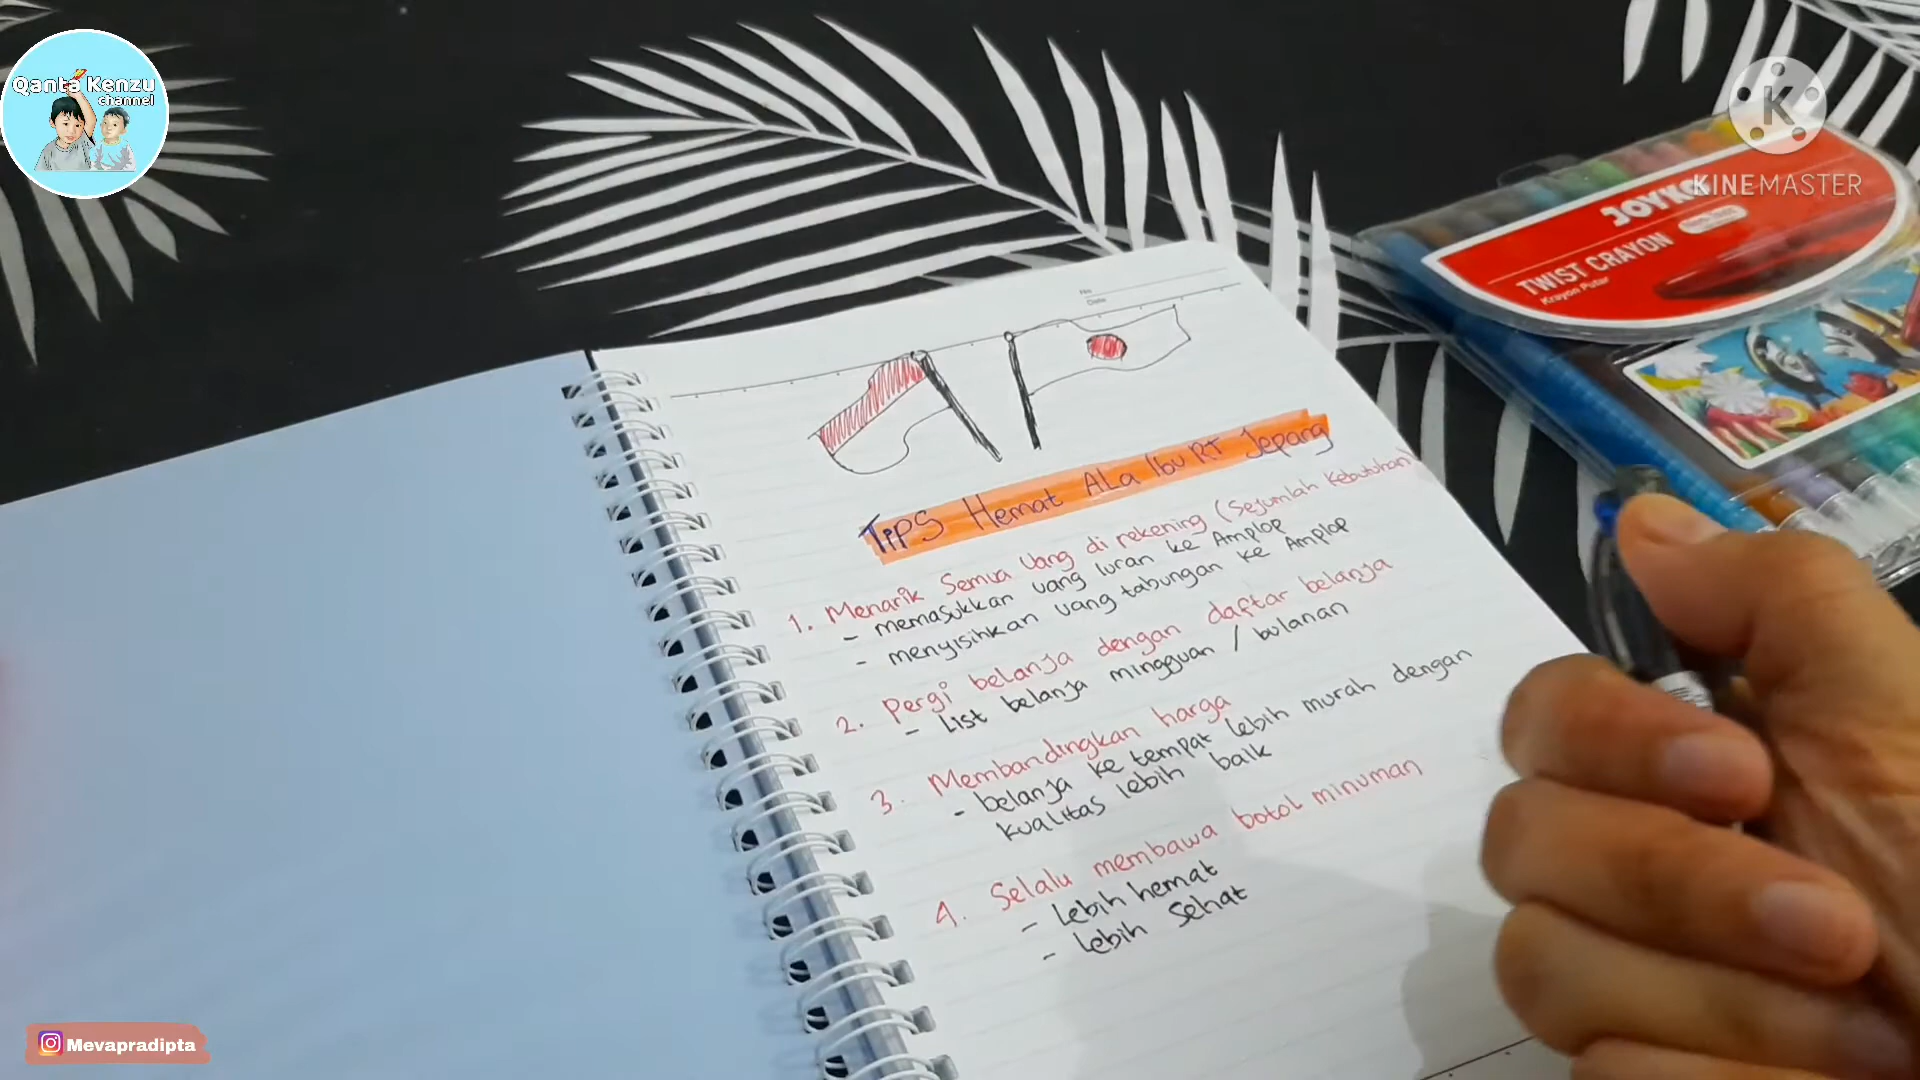 Qanta Kenzu
channel
KINEMASTER
JOYKO
TWIST CRAYON
Krayon Putar
No
Date
TIPS Hemat ALa Ibu RT Jepang
1. Menarik Semua Uang di rekening (Sejumlah Kebutuhan)
- memasukkan uang Iuran ke Amplop
- menyisihkan uang tabungan ke Amplop
2. Pergi belanja dengan daftar belanja
- List belanja mingguan / bulanan
3. Membandingkan harga
- belanja ke tempat lebih murah dengan
kualitas lebih baik
4. Selalu membawa botol minuman
- Lebih hemat
- Lebih Sehat
Mevapradipta